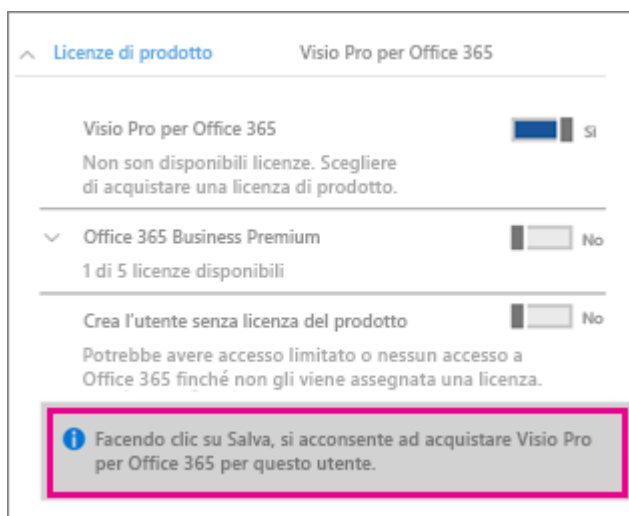 Licenze di prodotto Visio Pro per Office 365
Visio Pro per Office 365 Sì
Non son disponibili licenze. Scegliere
di acquistare una licenza di prodotto.
Office 365 Business Premium No
1 di 5 licenze disponibili
Crea l'utente senza licenza del prodotto No
Potrebbe avere accesso limitato o nessun accesso a
Office 365 finché non gli viene assegnata una licenza.
Facendo clic su Salva, si acconsente ad acquistare Visio Pro
per Office 365 per questo utente.